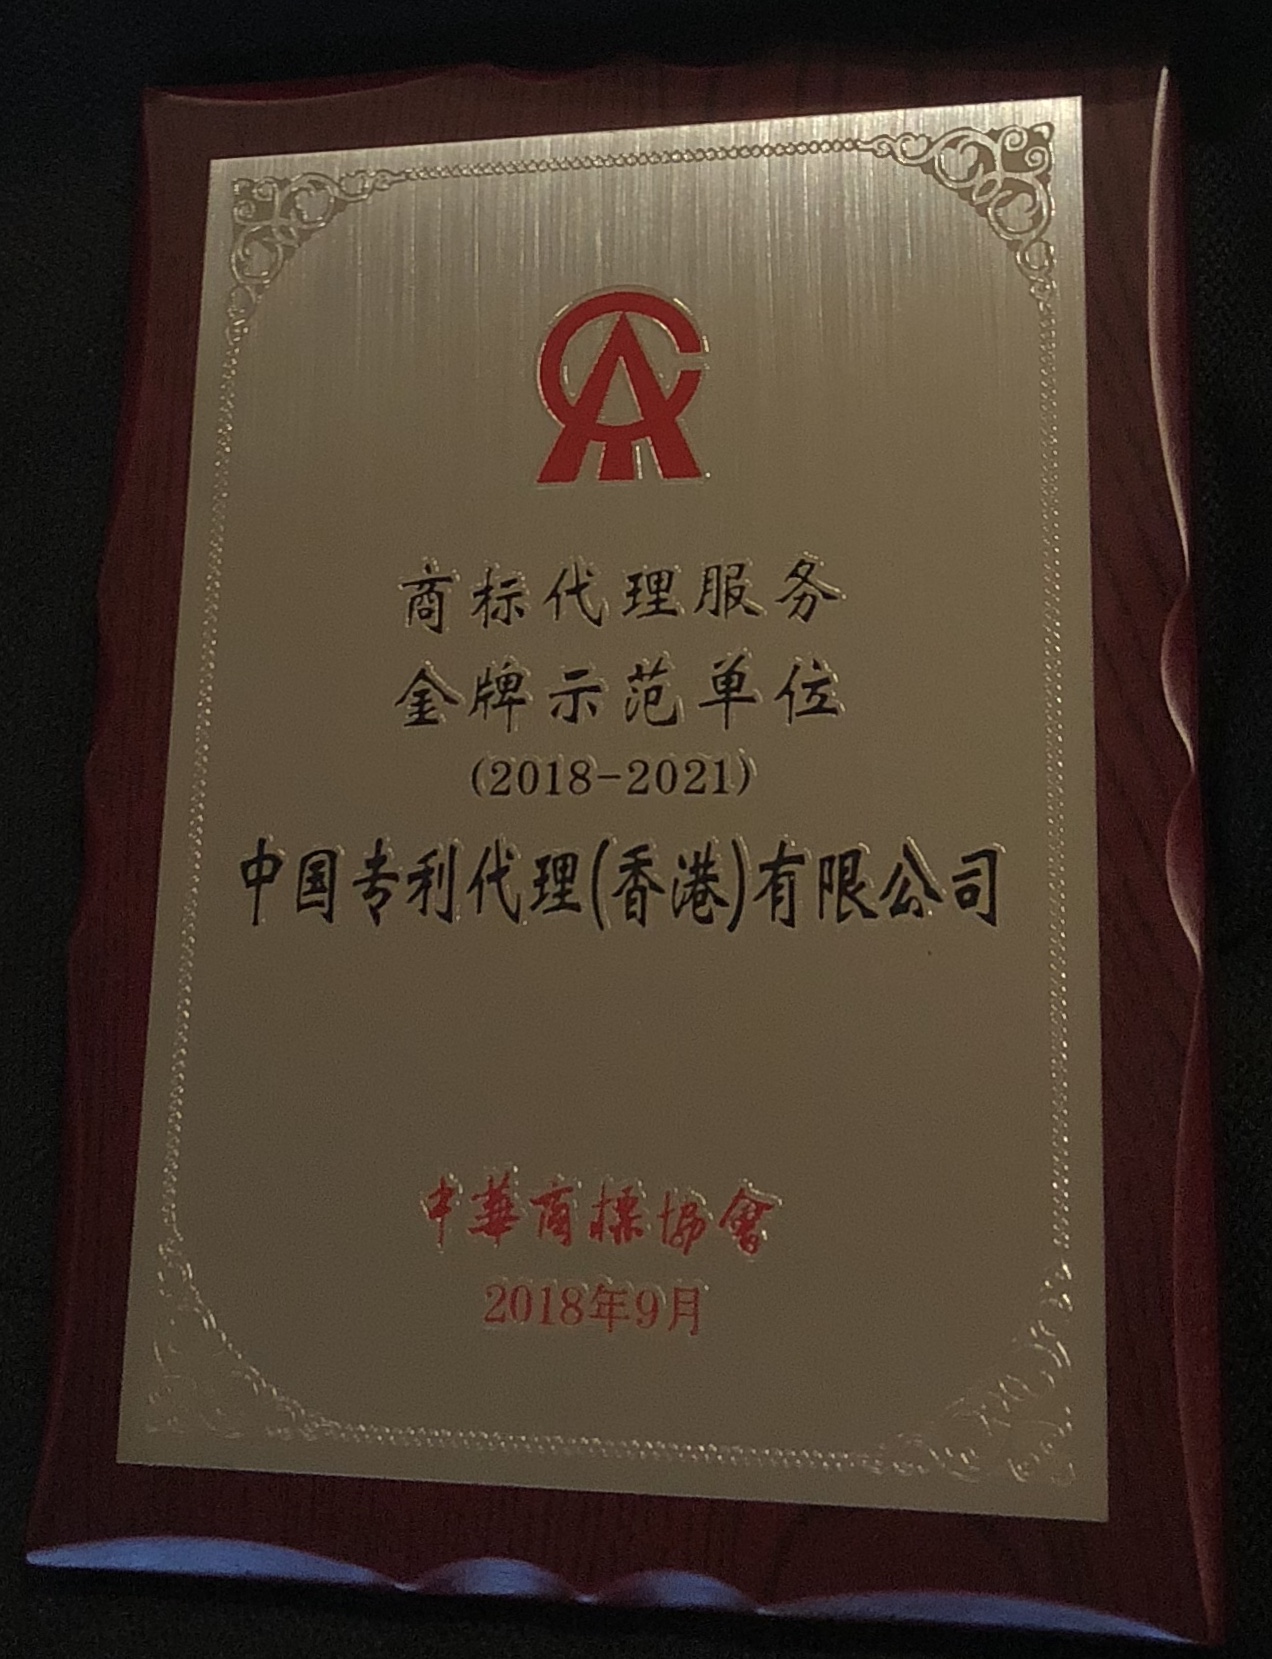 商标代理服务
金牌示范单位
(2018-2021)
中国专利代理(香港)有限公司
中華商標協會
2018年9月